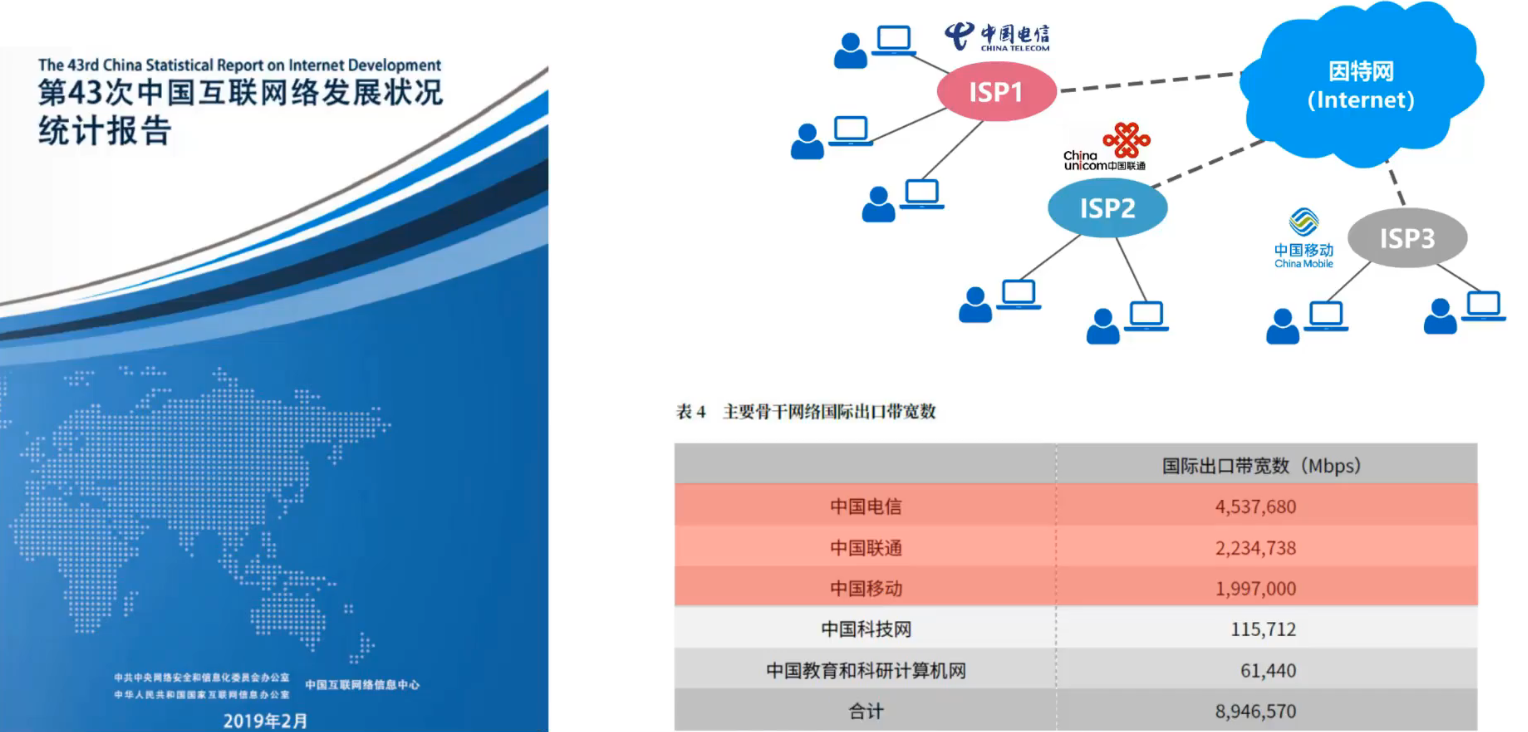 The 43rd China Statistical Report on Internet Development
第43次中国互联网络发展状况
统计报告
中共中央网络安全和信息化委员会办公室
中华人民共和国国家互联网信息办公室
中国互联网络信息中心
2019年2月
中国电信
CHINA TELECOM
ISP1
因特网
(Internet)
China
unicom中国联通
ISP2
中国移动
China Mobile
ISP3
表 4 主要骨干网络国际出口带宽数
国际出口带宽数（Mbps）
中国电信 4,537,680
中国联通 2,234,738
中国移动 1,997,000
中国科技网 115,712
中国教育和科研计算机网 61,440
合计 8,946,570